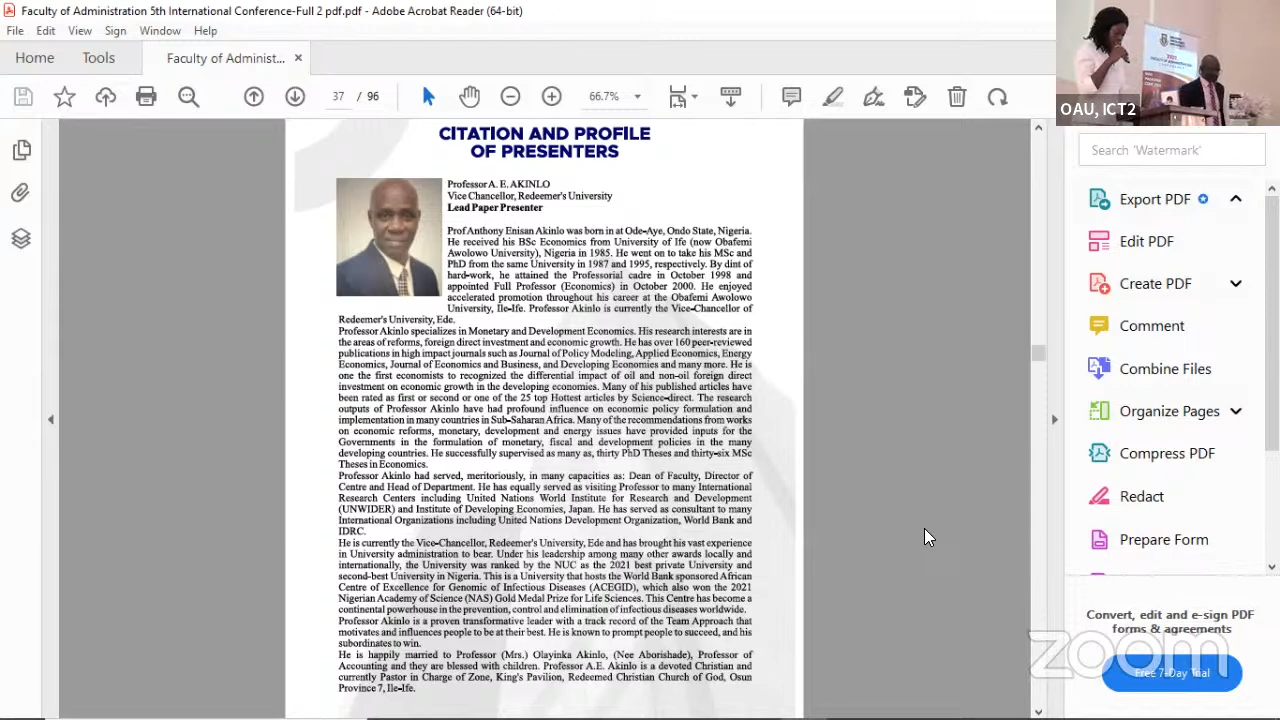 Faculty of Administration 5th International Conference-Full 2 pdf.pdf - Adobe Acrobat Reader (64-bit)
File Edit View Sign Window Help
Home Tools Faculty of Administ... ×
37 / 96 66.7%
OAU, ICT2
CITATION AND PROFILE
OF PRESENTERS
Professor A. E. AKINLO
Vice Chancellor, Redeemer's University
Lead Paper Presenter
Prof Anthony Enisan Akinlo was born in at Ode-Aye, Ondo State, Nigeria.
He received his BSc Economics from University of Ife (now Obafemi
Awolowo University), Nigeria in 1985. He went on to take his MSc and
PhD from the same University in 1987 and 1995, respectively. By dint of
hard-work, he attained the Professorial cadre in October 1998 and
appointed Full Professor (Economics) in October 2000. He enjoyed
accelerated promotion throughout his career at the Obafemi Awolowo
University, Ile-Ife. Professor Akinlo is currently the Vice-Chancellor of
Redeemer's University, Ede.
Professor Akinlo specializes in Monetary and Development Economics. His research interests are in
the areas of reforms, foreign direct investment and economic growth. He has over 160 peer-reviewed
publications in high impact journals such as Journal of Policy Modeling, Applied Economics, Energy
Economics, Journal of Economics and Business, and Developing Economies and many more. He is
one the first economists to recognized the differential impact of oil and non-oil foreign direct
investment on economic growth in the developing economies. Many of his published articles have
been rated as first or second or one of the 25 top Hottest articles by Science-direct. The research
outputs of Professor Akinlo have had profound influence on economic policy formulation and
implementation in many countries in Sub-Saharan Africa. Many of the recommendations from works
on economic reforms, monetary, development and energy issues have provided inputs for the
Governments in the formulation of monetary, fiscal and development policies in the many
developing countries. He successfully supervised as many as, thirty PhD Theses and thirty-six MSc
Theses in Economics.
Professor Akinlo had served, meritoriously, in many capacities as: Dean of Faculty, Director of
Centre and Head of Department. He has equally served as visiting Professor to many International
Research Centers including United Nations World Institute for Research and Development
(UNWIDER) and Institute of Developing Economies, Japan. He has served as consultant to many
International Organizations including United Nations Development Organization, World Bank and
IDRC.
He is currently the Vice-Chancellor, Redeemer's University, Ede and has brought his vast experience
in University administration to bear. Under his leadership among many other awards locally and
internationally, the University was ranked by the NUC as the 2021 best private University and
second-best University in Nigeria. This is a University that hosts the World Bank sponsored African
Centre of Excellence for Genomic of Infectious Diseases (ACEGID), which also won the 2021
Nigerian Academy of Science (NAS) Gold Medal Prize for Life Sciences. This Centre has become a
continental powerhouse in the prevention, control and elimination of infectious diseases worldwide.
Professor Akinlo is a proven transformative leader with a track record of the Team Approach that
motivates and influences people to be at their best. He is known to prompt people to succeed, and his
subordinates to win.
He is happily married to Professor (Mrs.) Olayinka Akinlo, (Nee Aborishade), Professor of
Accounting and they are blessed with children. Professor A.E. Akinlo is a devoted Christian and
currently Pastor in Charge of Zone, King's Pavilion, Redeemed Christian Church of God, Osun
Province 7, Ile-Ife.
Search 'Watermark'
Export PDF
Edit PDF
Create PDF
Comment
Combine Files
Organize Pages
Compress PDF
Redact
Prepare Form
Convert, edit and e-sign PDF
forms & agreements
Free 7-Day Trial
zoom